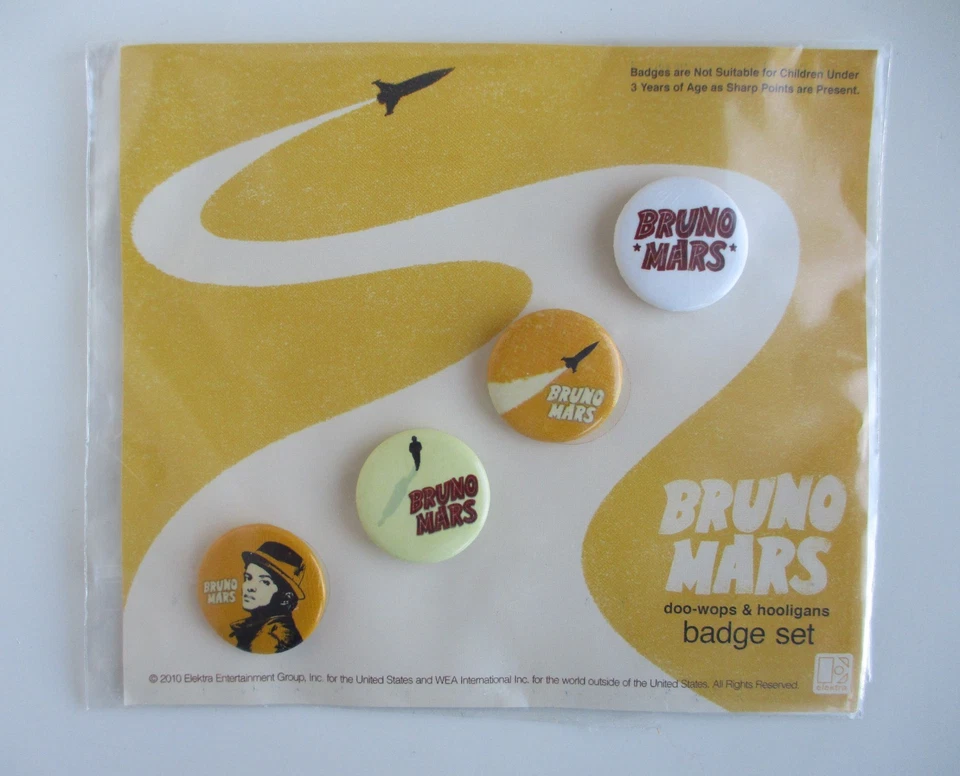 Badges are Not Suitable for Children Under
3 Years of Age as Sharp Points are Present.
BRUNO
MARS
BRUNO
MARS
BRUNO
MARS
BRUNO
MARS
BRUNO
MARS
doo-wops & hooligans
badge set
© 2010 Elektra Entertainment Group, Inc. for the United States and WEA International Inc. for the world outside of the United States. All Rights Reserved.
elektra